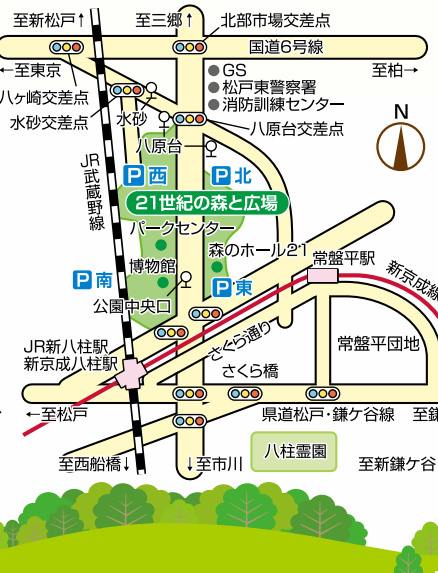 至新松戸↑
至三郷↑
北部市場交差点
国道6号線
←至東京
至柏→
GS
松戸東警察署
消防訓練センター
八ヶ崎交差点
水砂交差点
水砂
八原台交差点
八原台
N
JR武蔵野線
P西
P北
21世紀の森と広場
パークセンター
森のホール21
博物館
常盤平駅
新京成線
P南
P東
公園中央口
さくら通り
常盤平団地
JR新八柱駅
新京成八柱駅
さくら橋
←至松戸
県道松戸・鎌ケ谷線
至鎌
八柱霊園
至西船橋↓
↓至市川
至新鎌ケ谷